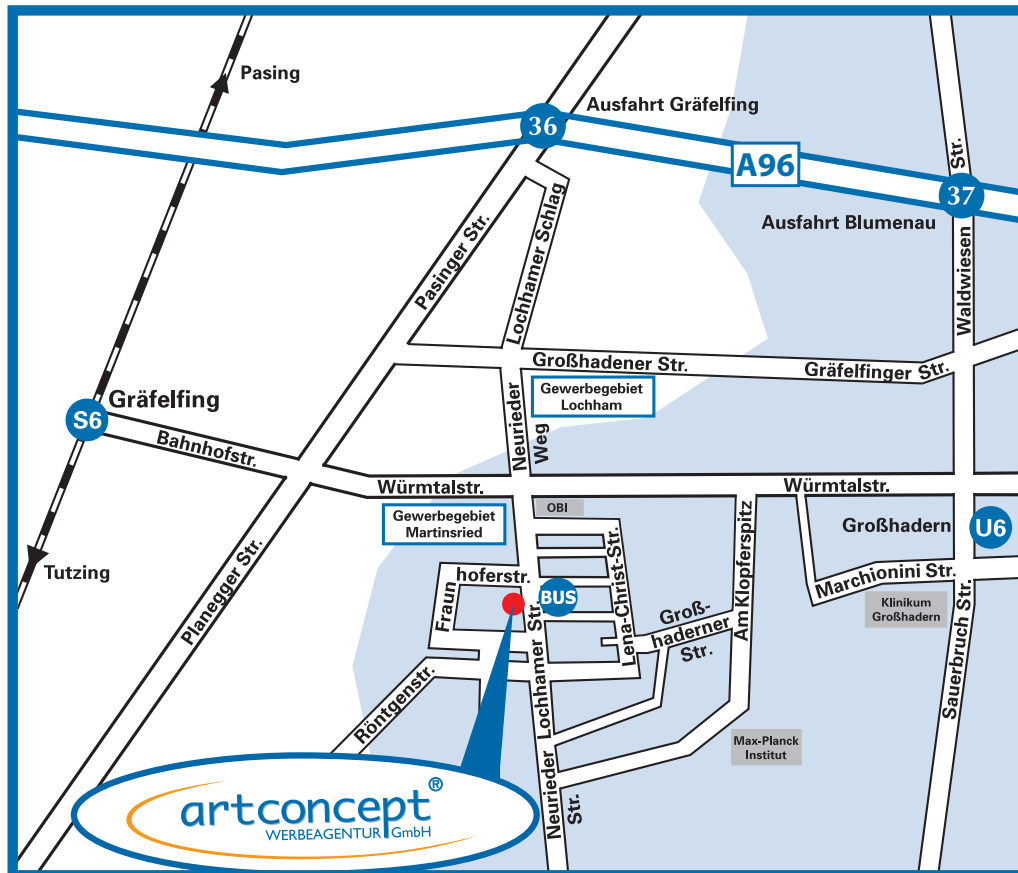 Pasing
Ausfahrt Gräfelfing
36
A96
37
Ausfahrt Blumenau
Str.
Waldwiesen
Pasinger Str.
Lochhamer Schlag
Großhadener Str.
Gräfelfinger Str.
Gewerbegebiet
Lochham
Neurieder
Weg
Gräfelfing
S6
Bahnhofstr.
Würmtalstr.
Würmtalstr.
Gewerbegebiet
Martinsried
OBI
Großhadern
U6
Tutzing
Planegger Str.
hoferstr.
Fraun
BUS
Lena-Christ-Str.
Am Klopferspitz
Marchionini Str.
Klinikum
Großhadern
Groß-
haderner
Str.
Lochhamer Str.
Sauerbruch Str.
Röntgenstr.
Max-Planck
Institut
Neurieder
Str.
artconcept®
WERBEAGENTUR GmbH